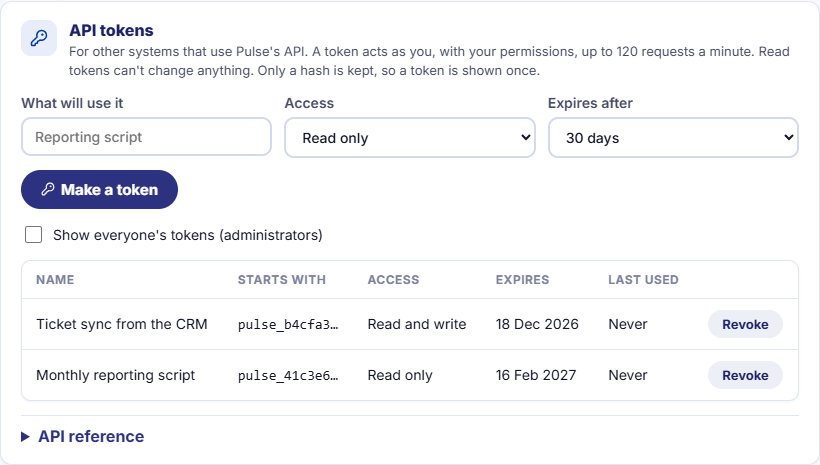 API tokens
For other systems that use Pulse's API. A token acts as you, with your permissions, up to 120 requests a minute. Read
tokens can't change anything. Only a hash is kept, so a token is shown once.
What will use it Access Expires after
Reporting script Read only 30 days
Make a token
Show everyone's tokens (administrators)
NAME STARTS WITH ACCESS EXPIRES LAST USED
Ticket sync from the CRM pulse_b4cfa3… Read and write 18 Dec 2026 Never Revoke
Monthly reporting script pulse_41c3e6… Read only 16 Feb 2027 Never Revoke
API reference